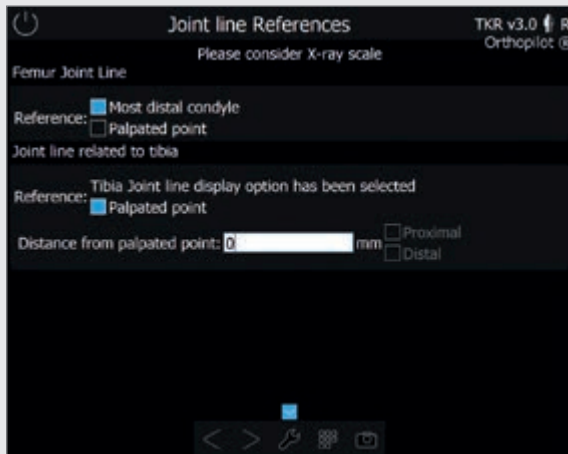 Joint line References
TKR v3.0 R
Orthopilot ®
Please consider X-ray scale
Femur Joint Line
Reference: Most distal condyle
Palpated point
Joint line related to tibia
Tibia Joint line display option has been selected
Reference: Palpated point
Distance from palpated point: 0 mm
Proximal
Distal